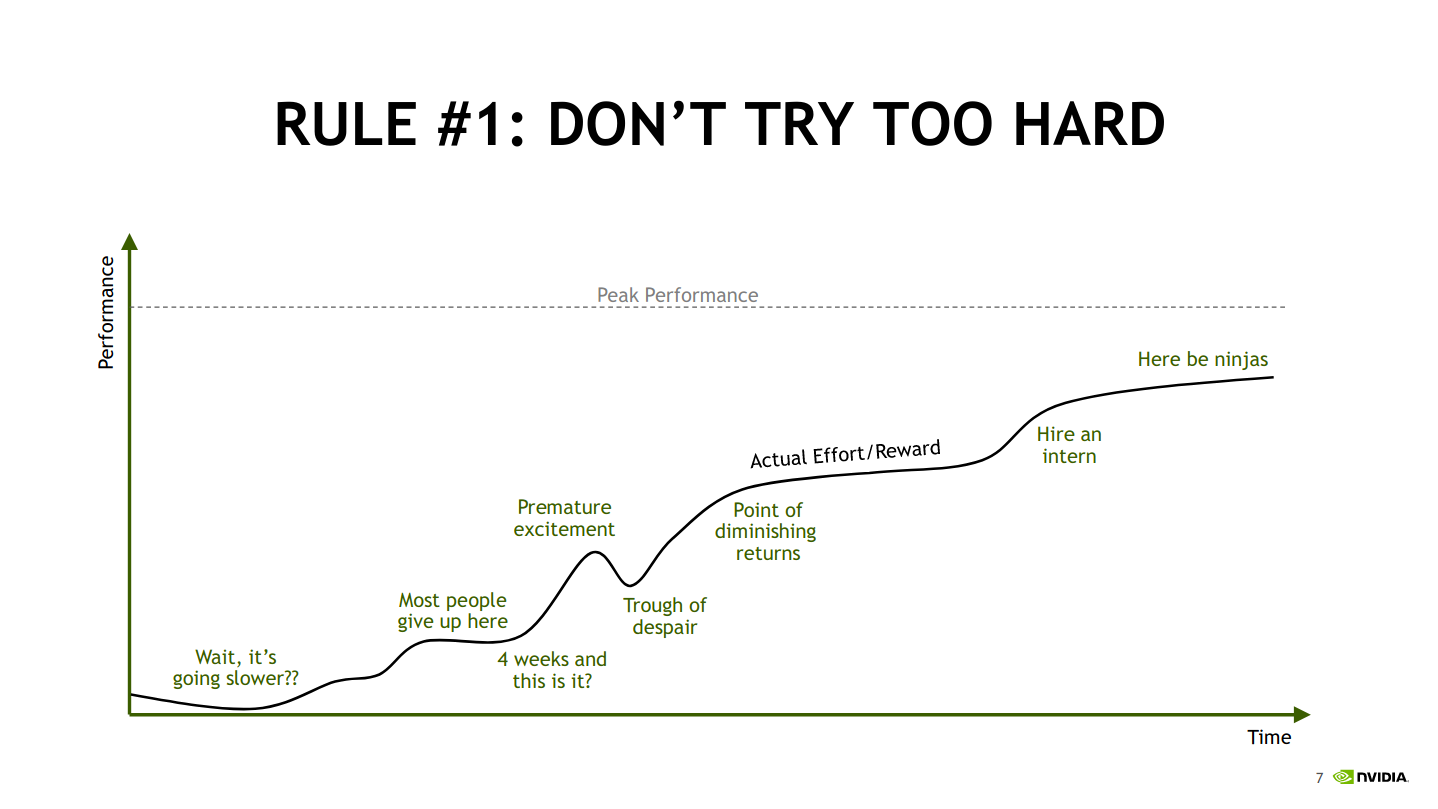 RULE #1: DON’T TRY TOO HARD
Performance
Peak Performance
Here be ninjas
Hire an
intern
Actual Effort/Reward
Premature
excitement
Point of
diminishing
returns
Most people
give up here
Trough of
despair
Wait, it’s
going slower??
4 weeks and
this is it?
Time
7
NVIDIA.